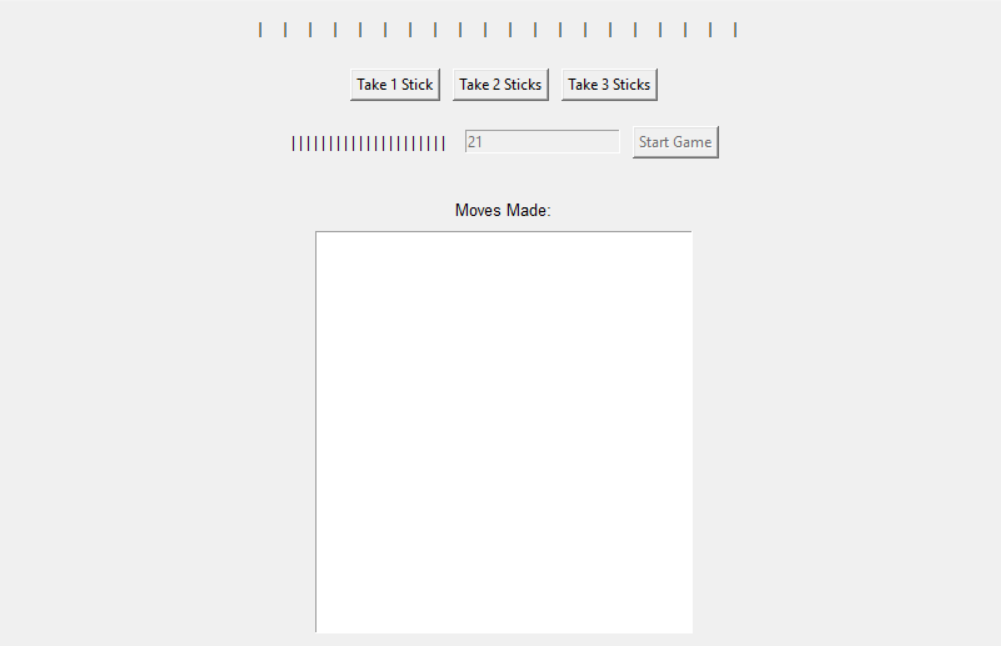 | | | | | | | | | | | | | | | | | | | |
Take 1 Stick Take 2 Sticks Take 3 Sticks
||||||||||||||||||||| 21 Start Game
Moves Made: